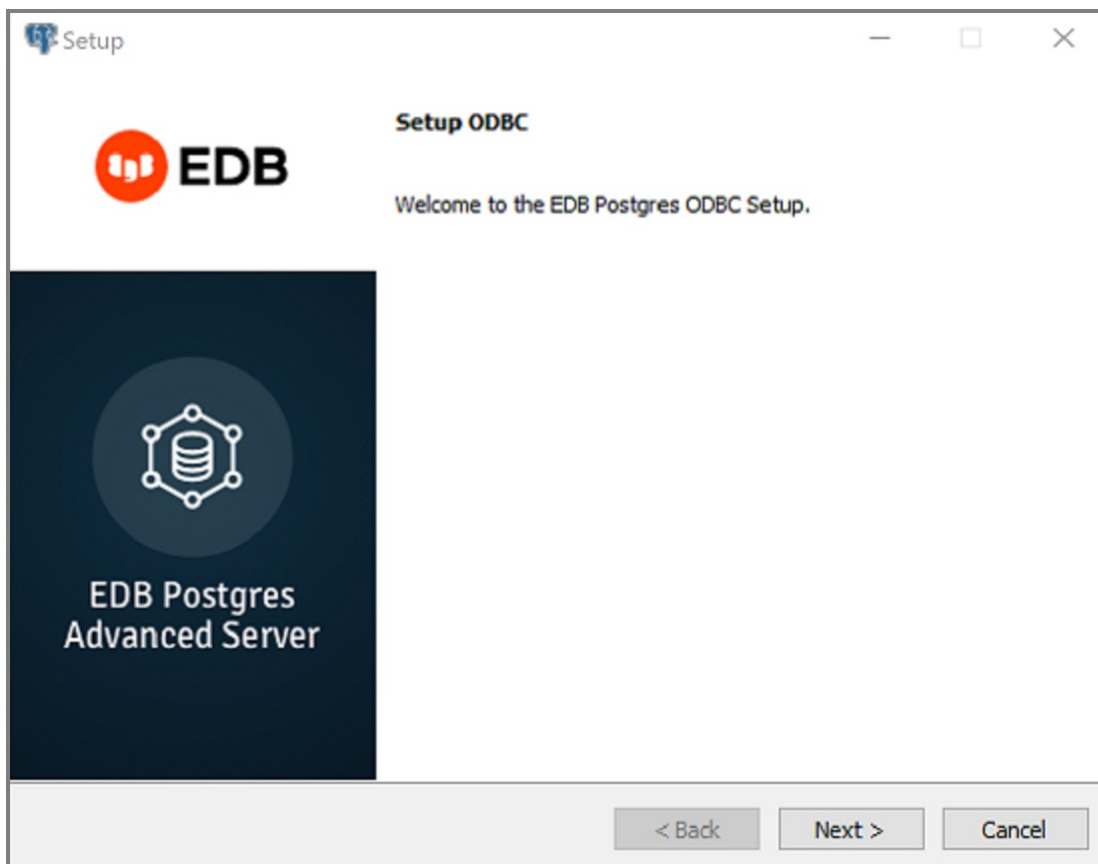 Setup
EDB
Setup ODBC
Welcome to the EDB Postgres ODBC Setup.
EDB Postgres
Advanced Server
< Back
Next >
Cancel